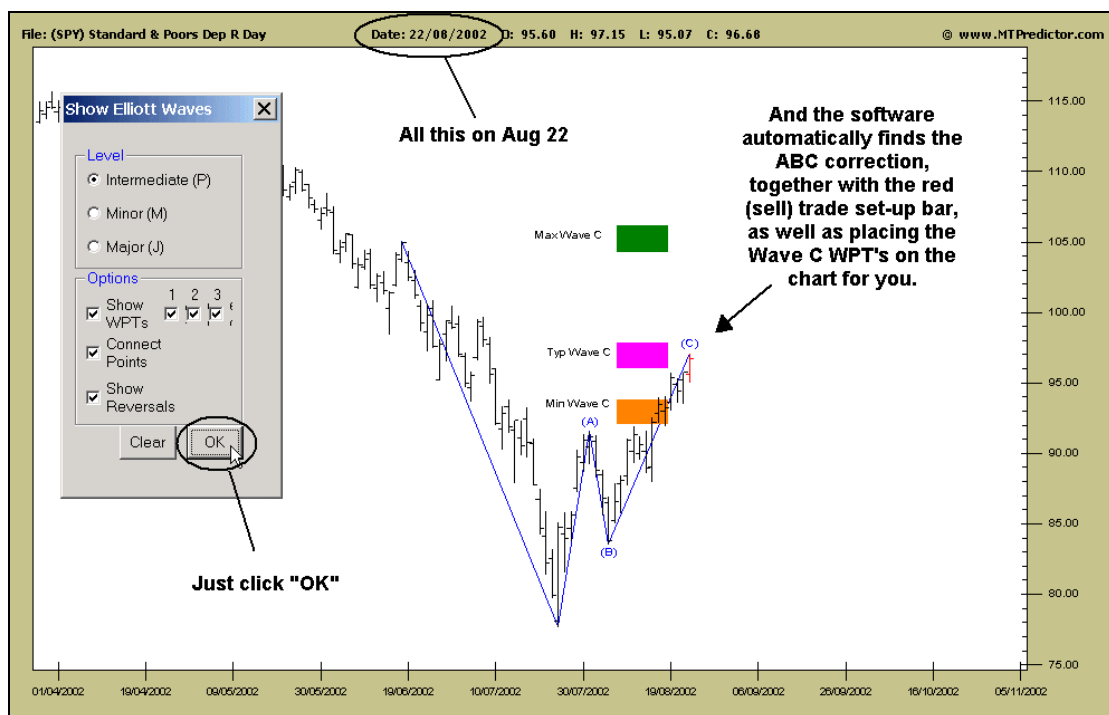 File: (SPY) Standard & Poors Dep R Day Date: 22/08/2002 O: 95.60 H: 97.15 L: 95.07 C: 96.68 @ www.MTPredictor.com
Show Elliott Waves
Level
Intermediate (P)
Minor (M)
Major (J)
Options
Show
WPTs
1 2 3
Connect
Points
Show
Reversals
Clear OK
Just click "OK"
All this on Aug 22
And the software
automatically finds the
ABC correction,
together with the red
(sell) trade set-up bar,
as well as placing the
Wave C WPT's on the
chart for you.
Max Wave C
Typ Wave C
Min Wave C
(A)
(B)
(C)
115.00
110.00
105.00
100.00
95.00
90.00
85.00
80.00
75.00
01/04/2002 19/04/2002 09/05/2002 30/05/2002 19/06/2002 10/07/2002 30/07/2002 19/08/2002 06/09/2002 26/09/2002 16/10/2002 05/11/2002